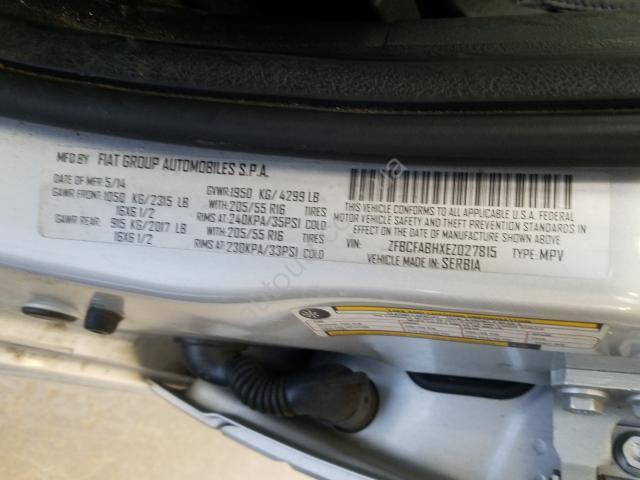 MFD BY FIAT GROUP AUTOMOBILES S.P.A.
DATE OF MFR:5/14 GVWR:1950 KG/4299 LB
GAWR FRONT:1050 KG/2315 LB WITH:205/55 R16 TIRES
16X6 1/2 RIMS AT:240KPA/35PSI COLD
GAWR REAR: 915 KG/2017 LB WITH:205/55 R16 TIRES
16X6 1/2 RIMS AT:230KPA/33PSI COLD
THIS VEHICLE CONFORMS TO ALL APPLICABLE FEDERAL
MOTOR VEHICLE SAFETY, BUMPER, AND THEFT PREVENTION STANDARDS
IN EFFECT ON THE DATE OF MANUFACTURE SHOWN ABOVE.
VIN: ZFBCFABHXEZ027815 TYPE: MPV
VEHICLE MADE IN: SERBIA